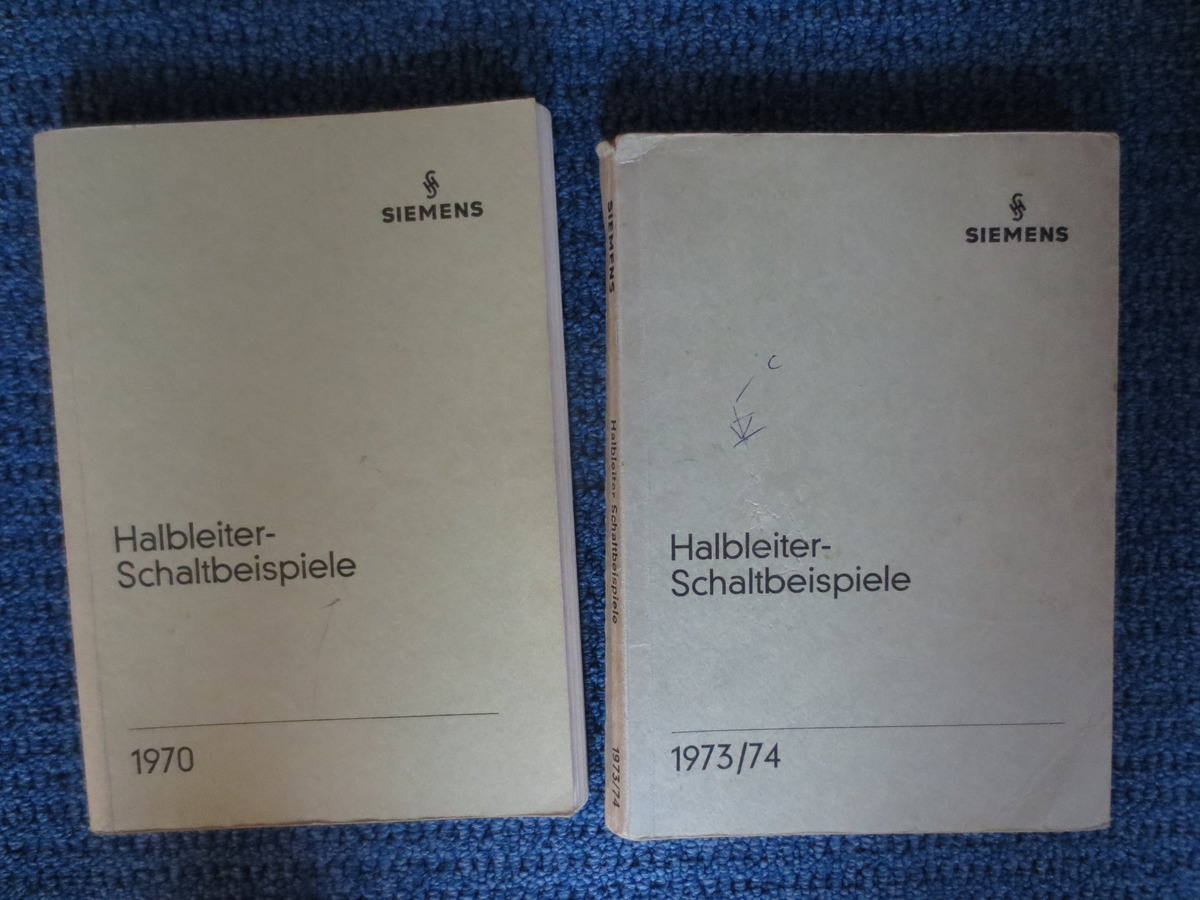 SIEMENS
Halbleiter-
Schaltbeispiele
1970
SIEMENS
Halbleiter-Schaltbeispiele
1973/74
SIEMENS
C
Halbleiter-
Schaltbeispiele
1973/74